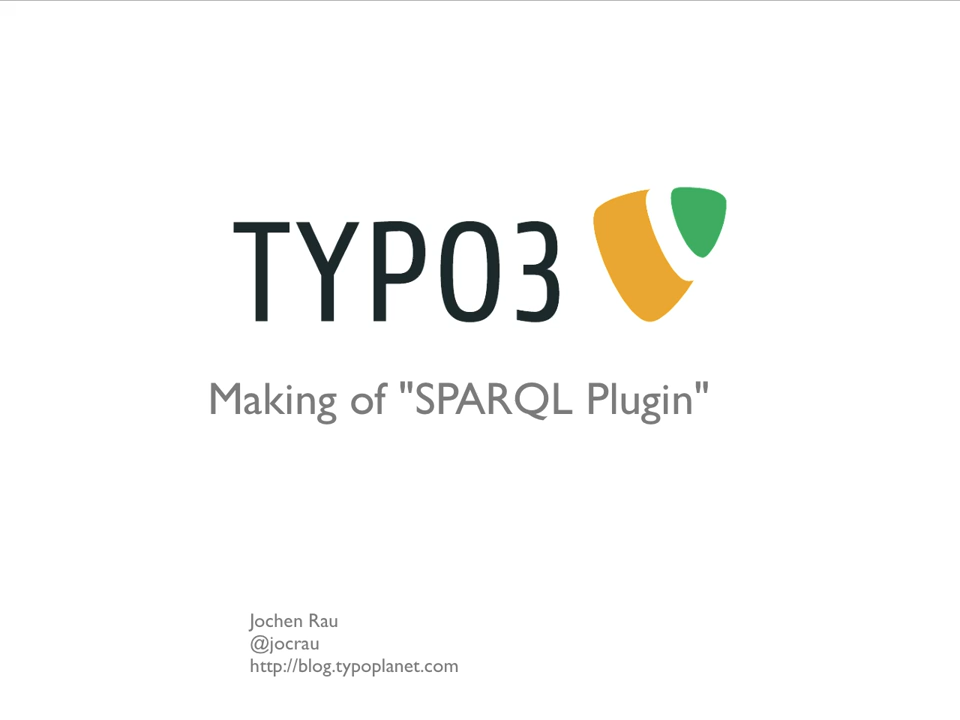 TYPO3
Making of "SPARQL Plugin"
Jochen Rau
@jocrau
http://blog.typoplanet.com